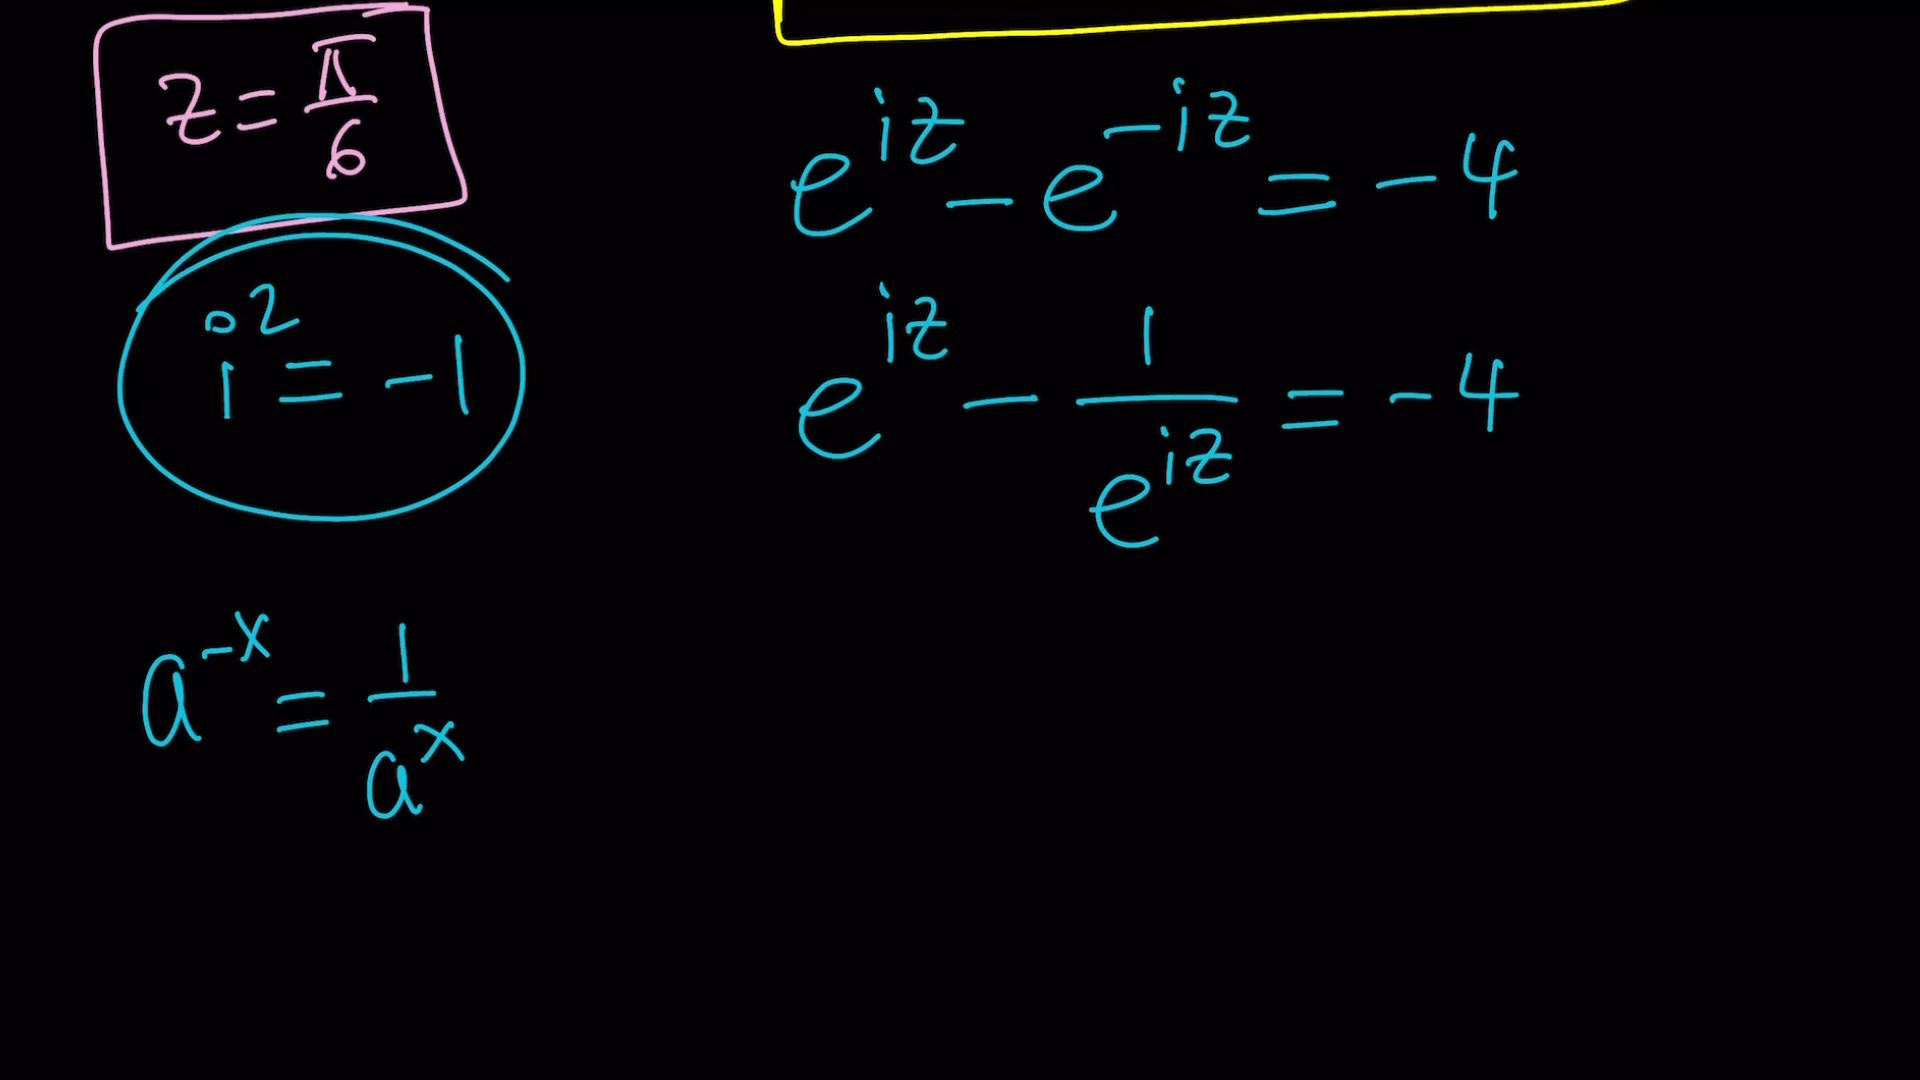 z = π/6
i² = -1
a^{-x} = 1/a^x
e^{iz} - e^{-iz} = -4
e^{iz} - 1/e^{iz} = -4